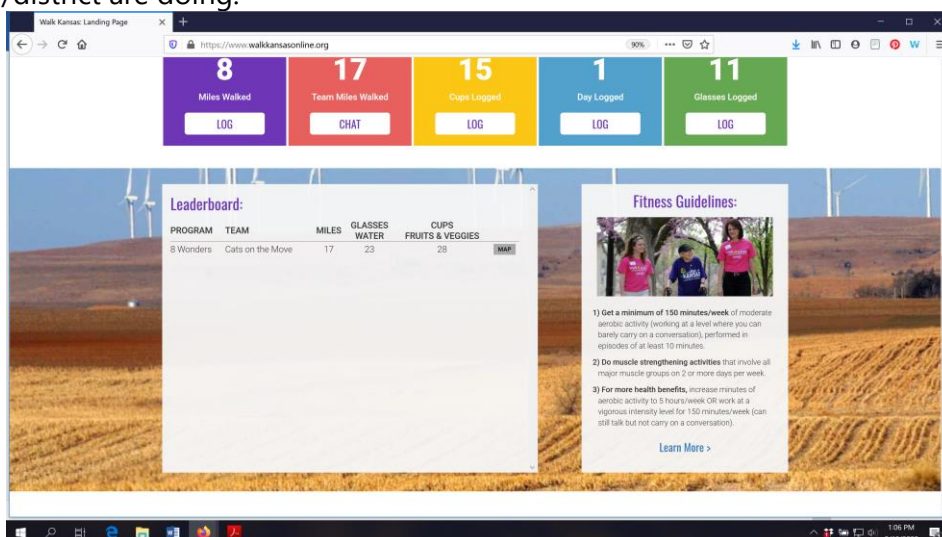 /district are doing.
Walk Kansas: Landing Page
https://www.walkkansasonline.org
90%
8
17
15
1
11
Miles Walked
Team Miles Walked
Cups Logged
Day Logged
Glasses Logged
LOG
CHAT
LOG
LOG
LOG
Leaderboard:
PROGRAM TEAM MILES GLASSES WATER CUPS FRUITS & VEGGIES
8 Wonders Cats on the Move 17 23 28 MAP
Fitness Guidelines:
1) Get a minimum of 150 minutes/week of moderate
aerobic activity (working at a level where you can
barely carry on a conversation), performed in
episodes of at least 10 minutes.
2) Do muscle strengthening activities that involve all
major muscle groups on 2 or more days per week.
3) For more health benefits, increase minutes of
aerobic activity to 5 hours/week OR work at a
vigorous intensity level for 150 minutes/week (can
still talk but not carry on a conversation).
Learn More >
1:06 PM